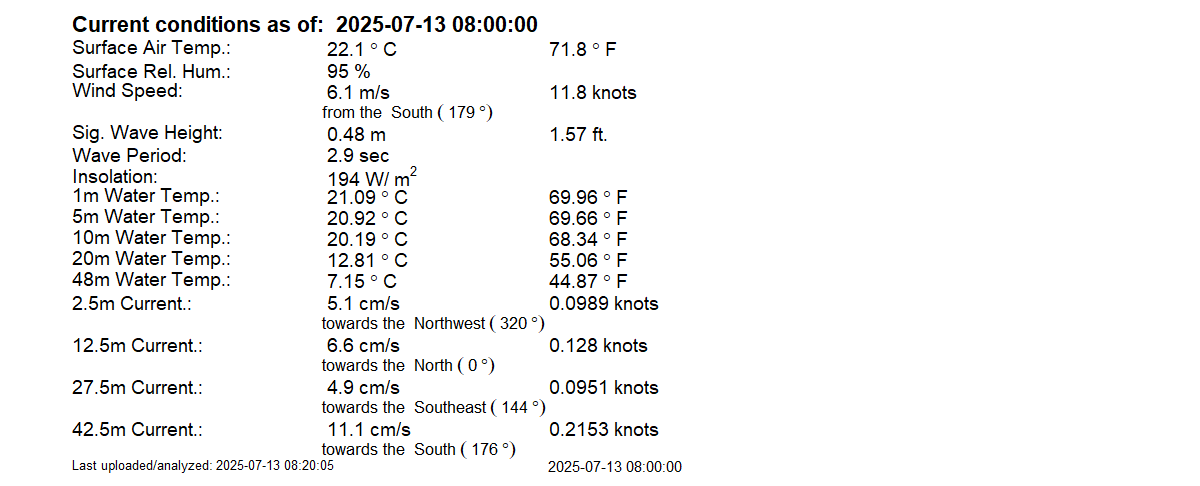 Current conditions as of: 2025-07-13 08:00:00
Surface Air Temp.: 22.1 ° C 71.8 ° F
Surface Rel. Hum.: 95 %
Wind Speed: 6.1 m/s 11.8 knots
from the South ( 179 °)
Sig. Wave Height: 0.48 m 1.57 ft.
Wave Period: 2.9 sec
Insolation: 194 W/ m²
1m Water Temp.: 21.09 ° C 69.96 ° F
5m Water Temp.: 20.92 ° C 69.66 ° F
10m Water Temp.: 20.19 ° C 68.34 ° F
20m Water Temp.: 12.81 ° C 55.06 ° F
48m Water Temp.: 7.15 ° C 44.87 ° F
2.5m Current.: 5.1 cm/s 0.0989 knots
towards the Northwest ( 320 °)
12.5m Current.: 6.6 cm/s 0.128 knots
towards the North ( 0 °)
27.5m Current.: 4.9 cm/s 0.0951 knots
towards the Southeast ( 144 °)
42.5m Current.: 11.1 cm/s 0.2153 knots
towards the South ( 176 °)
Last uploaded/analyzed: 2025-07-13 08:20:05 2025-07-13 08:00:00